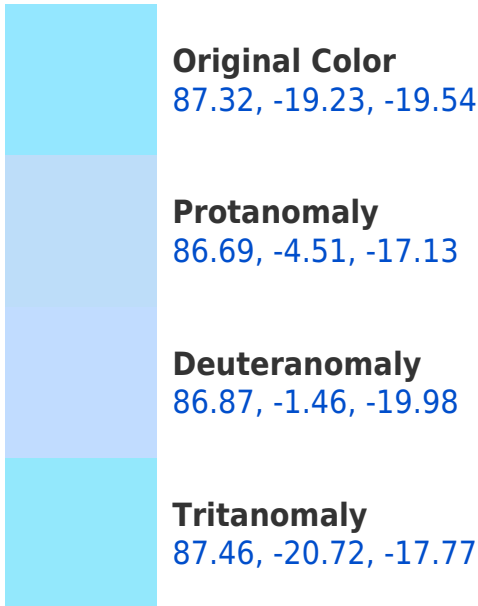 Original Color
87.32, -19.23, -19.54
Protanomaly
86.69, -4.51, -17.13
Deuteranomaly
86.87, -1.46, -19.98
Tritanomaly
87.46, -20.72, -17.77